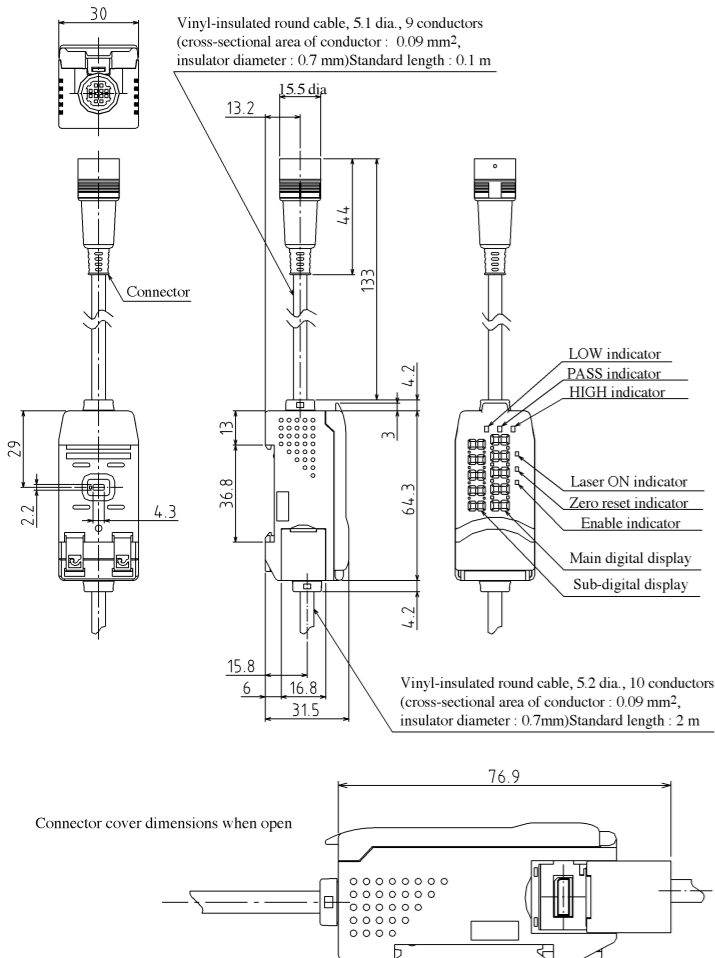 30
Vinyl-insulated round cable, 5.1 dia., 9 conductors
(cross-sectional area of conductor : 0.09 mm²,
insulator diameter : 0.7 mm)Standard length : 0.1 m
15.5 dia
13.2
44
133
Connector
4.2
3
LOW indicator
PASS indicator
HIGH indicator
29
2.2
4.3
13
36.8
64.3
Laser ON indicator
Zero reset indicator
Enable indicator
Main digital display
Sub-digital display
4.2
15.8
6
16.8
31.5
Vinyl-insulated round cable, 5.2 dia., 10 conductors
(cross-sectional area of conductor : 0.09 mm²,
insulator diameter : 0.7mm)Standard length : 2 m
76.9
Connector cover dimensions when open